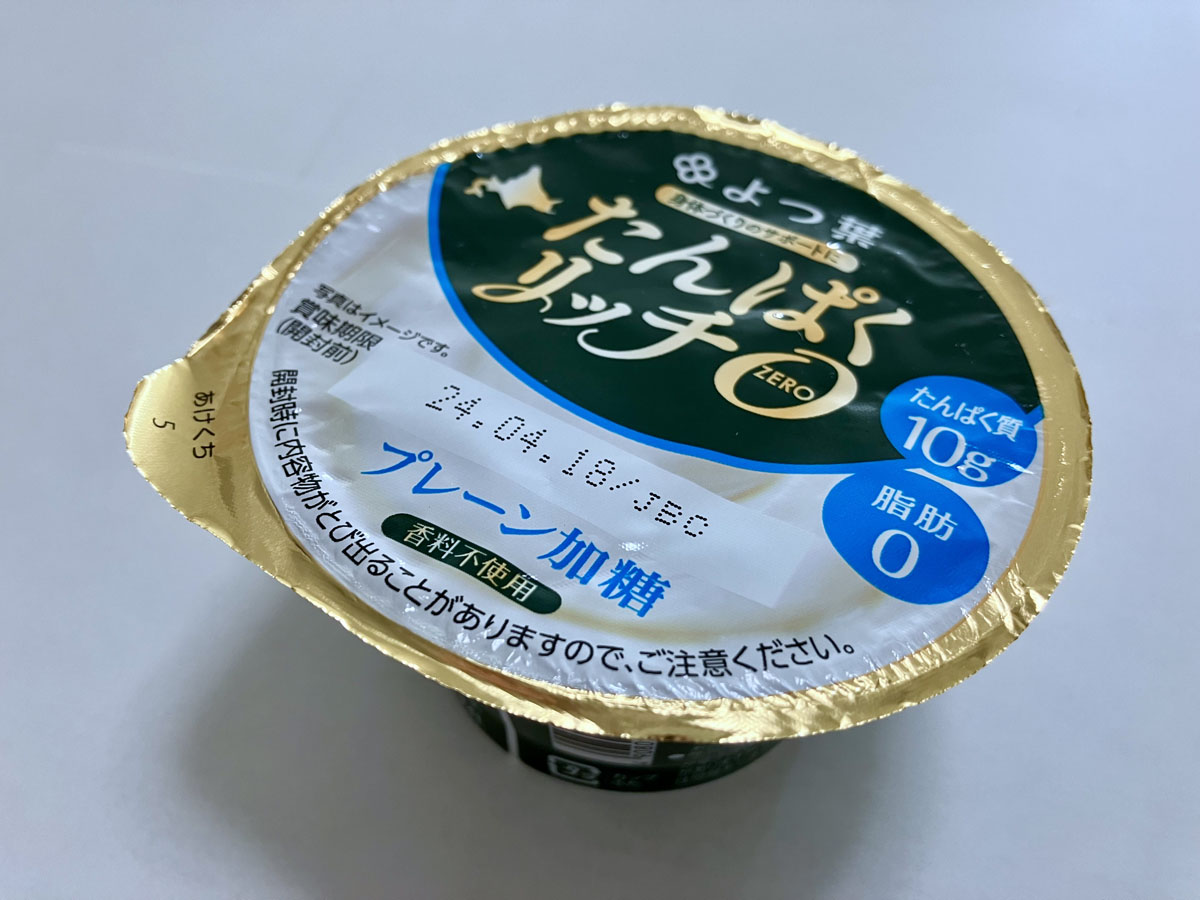 よつ葉
身体づくりのサポートに
たんぱく
リッチ0
ZERO
たんぱく質
10g
脂肪
0
写真はイメージです。
賞味期限
(開封前)
24.04.18/JBC
プレーン加糖
香料不使用
開封時に内容物がとび出ることがありますので、ご注意ください。
あけくち
5